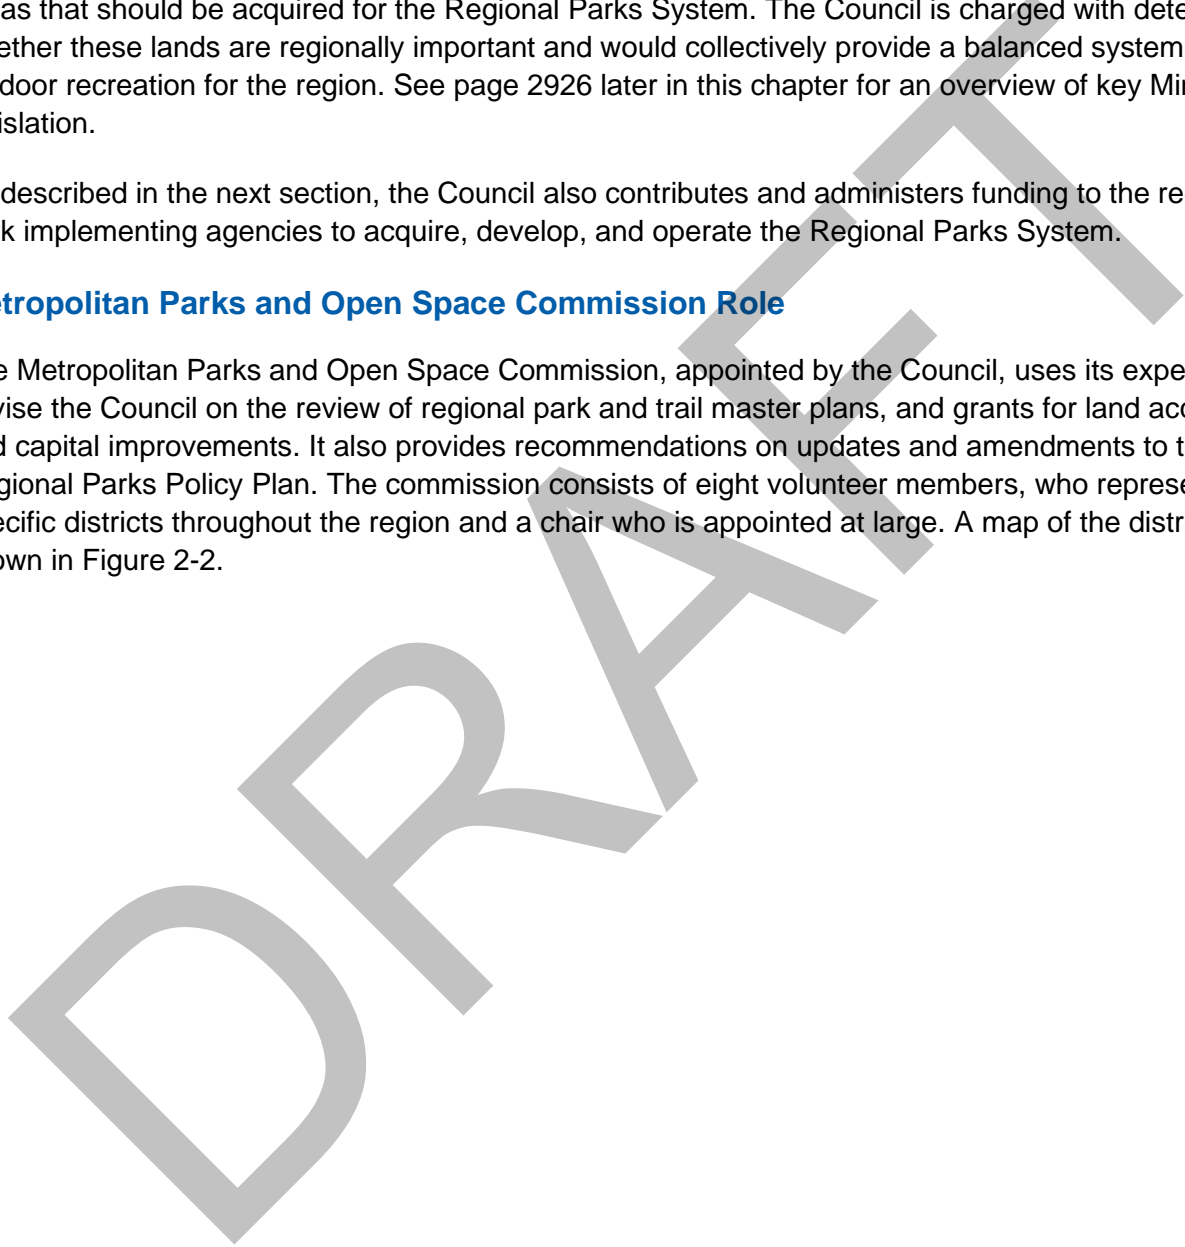 as that should be acquired for the Regional Parks System. The Council is charged with dete
ether these lands are regionally important and would collectively provide a balanced system
door recreation for the region. See page 2926 later in this chapter for an overview of key Min
islation.
described in the next section, the Council also contributes and administers funding to the re
k implementing agencies to acquire, develop, and operate the Regional Parks System.
etropolitan Parks and Open Space Commission Role
e Metropolitan Parks and Open Space Commission, appointed by the Council, uses its expe
vise the Council on the review of regional park and trail master plans, and grants for land acc
d capital improvements. It also provides recommendations on updates and amendments to t
gional Parks Policy Plan. The commission consists of eight volunteer members, who represe
ecific districts throughout the region and a chair who is appointed at large. A map of the distr
own in Figure 2-2.
DRAFT